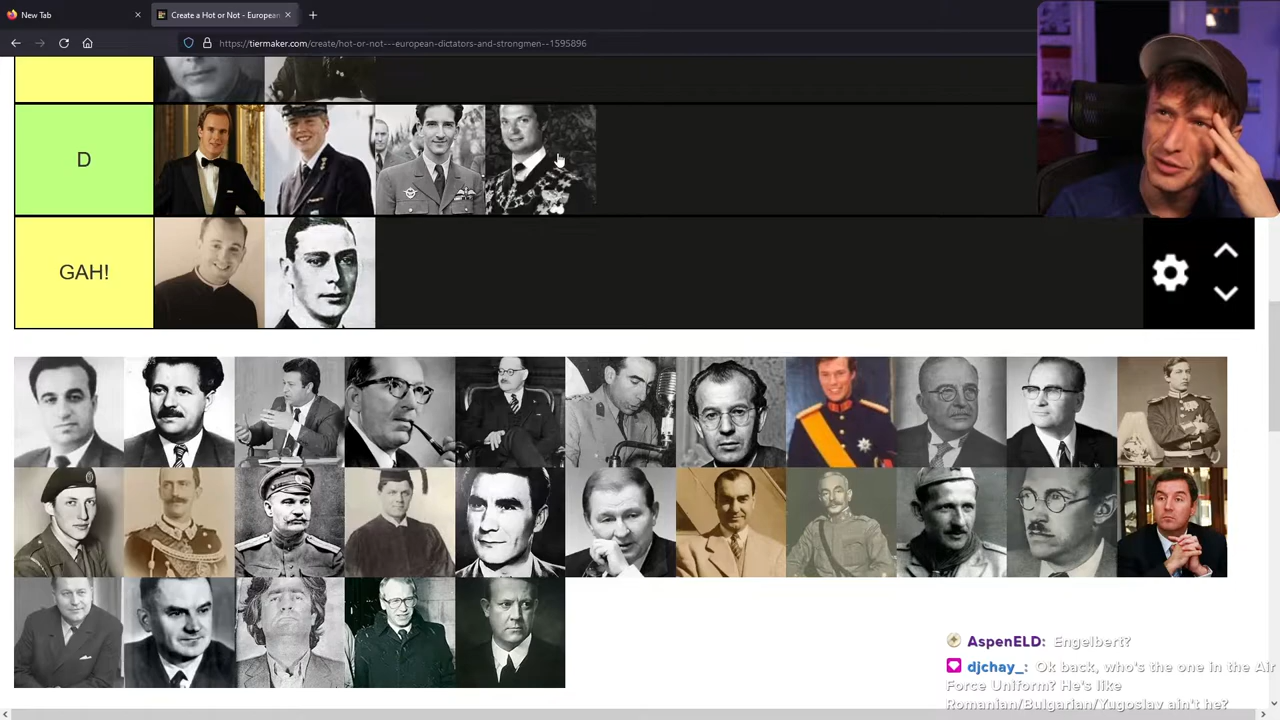 New Tab
Create a Hot or Not - European
https://tiermaker.com/create/hot-or-not---european-dictators-and-strongmen--1595896
D
GAH!
AspenELD: Engelbert?
djchay_: Ok back, who's the one in the Air
Force Uniform? He's like
Romanian/Bulgarian/Yugoslav ain't he?